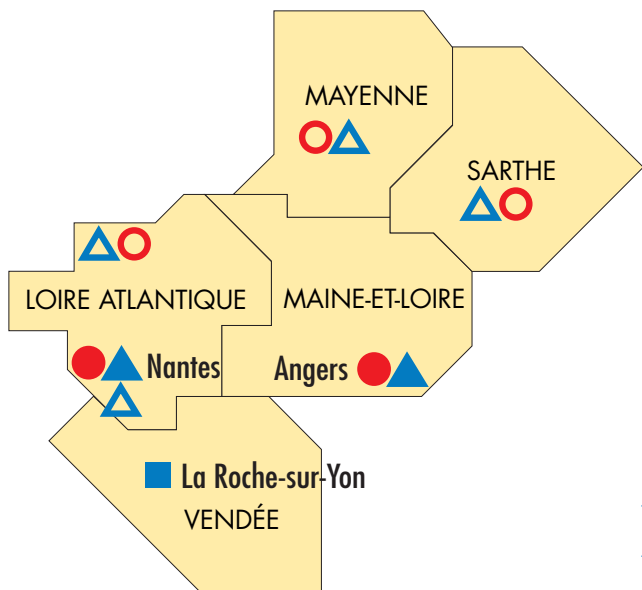 MAYENNE
SARTHE
LOIRE ATLANTIQUE
MAINE-ET-LOIRE
Nantes
Angers
La Roche-sur-Yon
VENDÉE